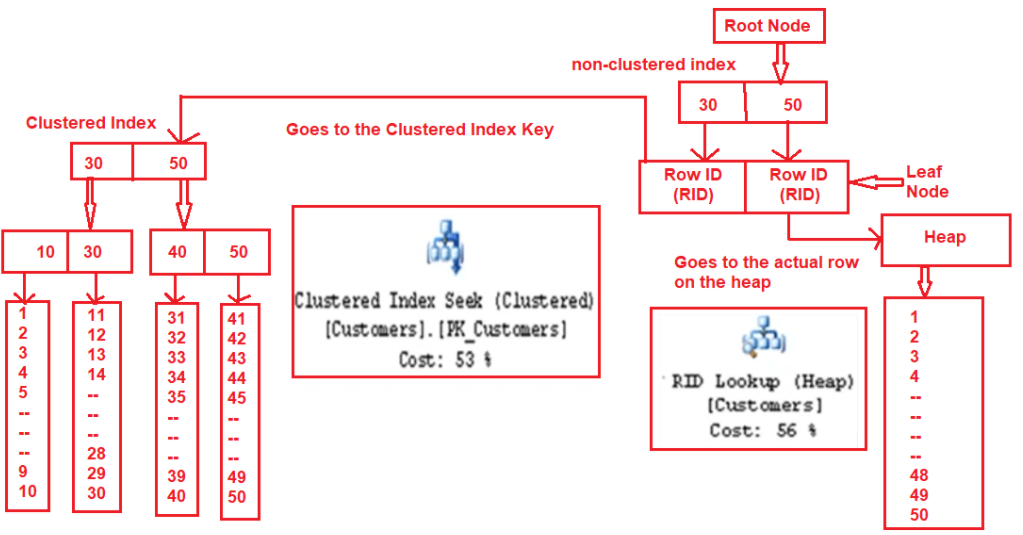 Root Node
non-clustered index
30 50
Clustered Index
Goes to the Clustered Index Key
30 50
Row ID
(RID)
Row ID
(RID)
Leaf
Node
10 30
40 50
Heap
Goes to the actual row
on the heap
Clustered Index Seek (Clustered)
[Customers].[PK_Customers]
Cost: 53 %
RID Lookup (Heap)
[Customers]
Cost: 56 %
1
2
3
4
5
--
--
--
9
10
11
12
13
14
--
--
--
28
29
30
31
32
33
34
35
--
--
--
39
40
41
42
43
44
45
--
--
--
49
50
1
2
3
4
--
--
--
--
48
49
50